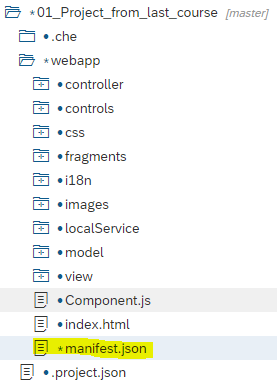 *01_Project_from_last_course [master]
.che
*webapp
controller
controls
css
fragments
i18n
images
localService
model
view
Component.js
index.html
*manifest.json
.project.json